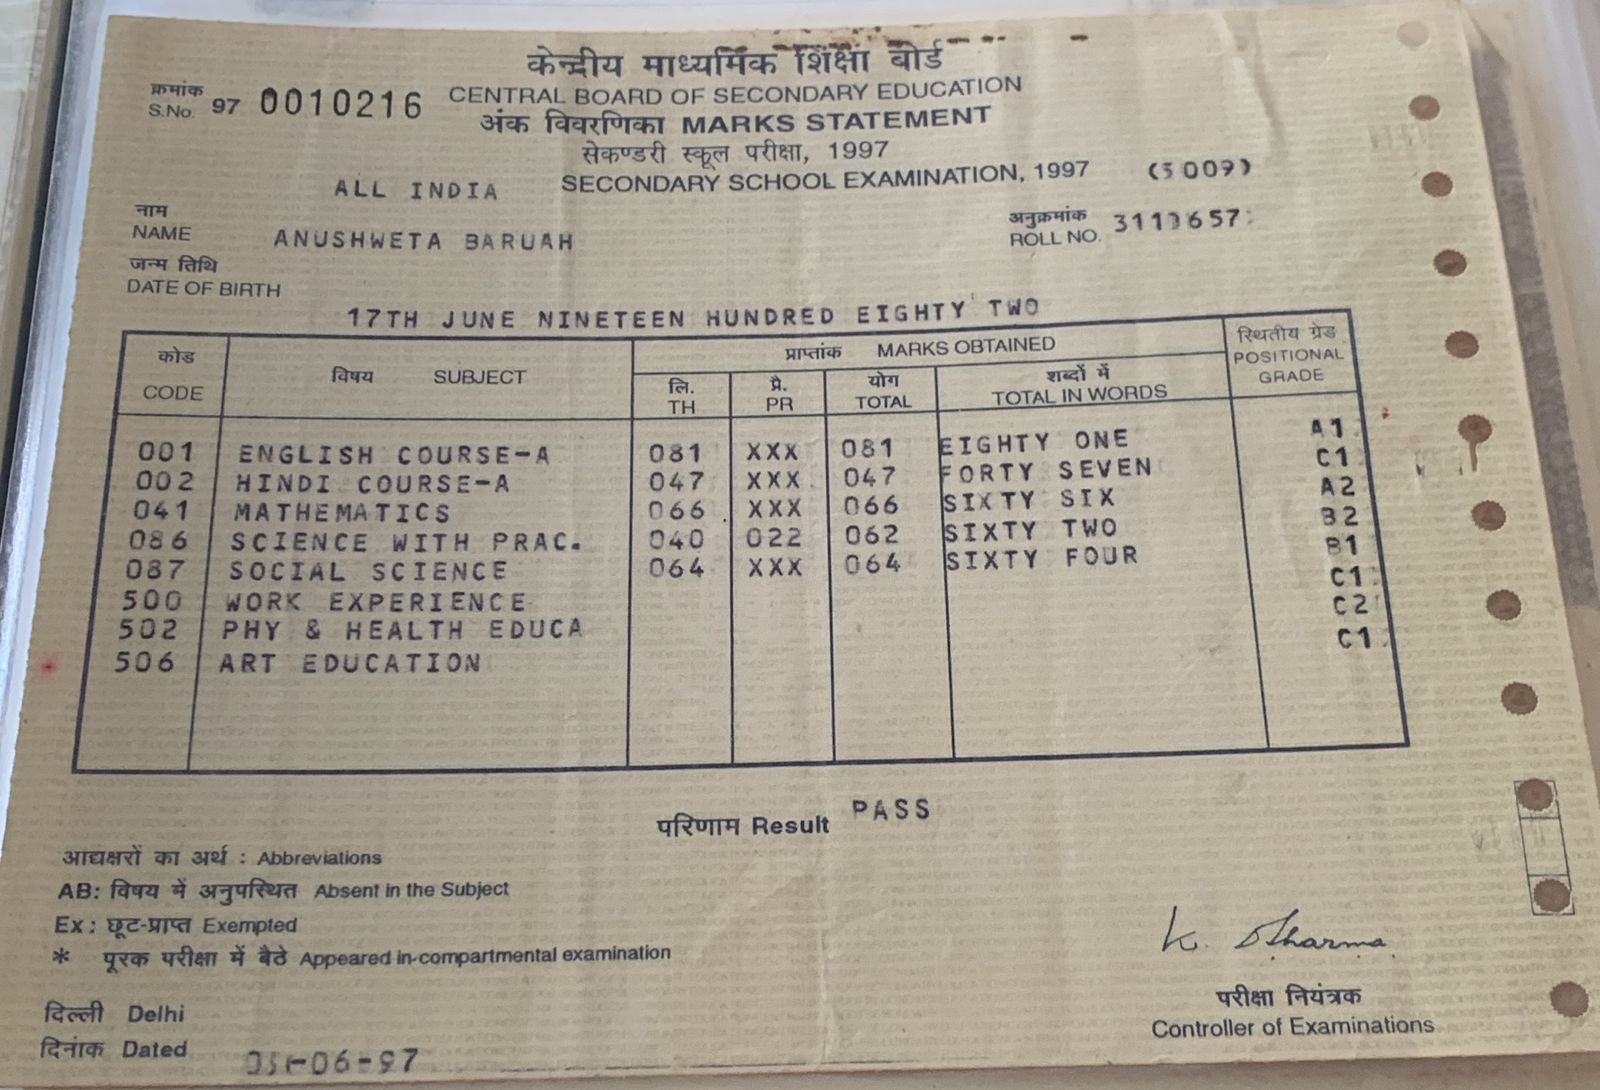 केन्द्रीय माध्यमिक शिक्षा बोर्ड
क्रमांक
S.No. 97 0010216 CENTRAL BOARD OF SECONDARY EDUCATION
अंक विवरणिका MARKS STATEMENT
सेकण्डरी स्कूल परीक्षा, 1997
ALL INDIA SECONDARY SCHOOL EXAMINATION, 1997
नाम अनुक्रमांक
NAME ANUSHWETA BARUAH ROLL NO.
जन्म तिथि
DATE OF BIRTH
17TH JUNE NINETEEN HUNDRED EIGHTY TWO
कोड विषय SUBJECT प्राप्तांक MARKS OBTAINED स्थितीय ग्रेड
CODE लि. प्रै. योग शब्दों में POSITIONAL
TH PR TOTAL TOTAL IN WORDS GRADE
001 ENGLISH COURSE-A 081 XXX 081 EIGHTY ONE A1
002 HINDI COURSE-A 047 XXX 047 FORTY SEVEN C1
041 MATHEMATICS 066 XXX 066 SIXTY SIX A2
086 SCIENCE WITH PRAC. 040 022 062 SIXTY TWO B2
087 SOCIAL SCIENCE 064 XXX 064 SIXTY FOUR B1
500 WORK EXPERIENCE C1
502 PHY & HEALTH EDUCA C2
506 ART EDUCATION C1
परिणाम Result PASS
आद्यक्षरों का अर्थ : Abbreviations
AB: विषय में अनुपस्थित Absent in the Subject
Ex : छूट-प्राप्त Exempted
* पूरक परीक्षा में बैठे Appeared in-compartmental examination
K. Sharma
परीक्षा नियंत्रक
Controller of Examinations
दिल्ली Delhi
दिनांक Dated